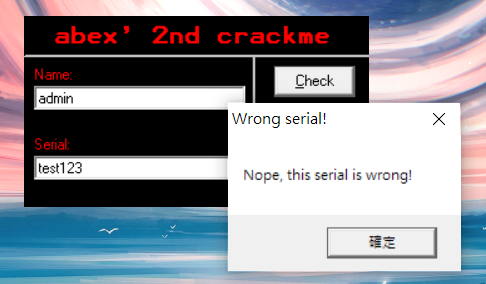 abex' 2nd crackme
Name:
admin
Check
Serial:
test123
Wrong serial!
Nope, this serial is wrong!
確定